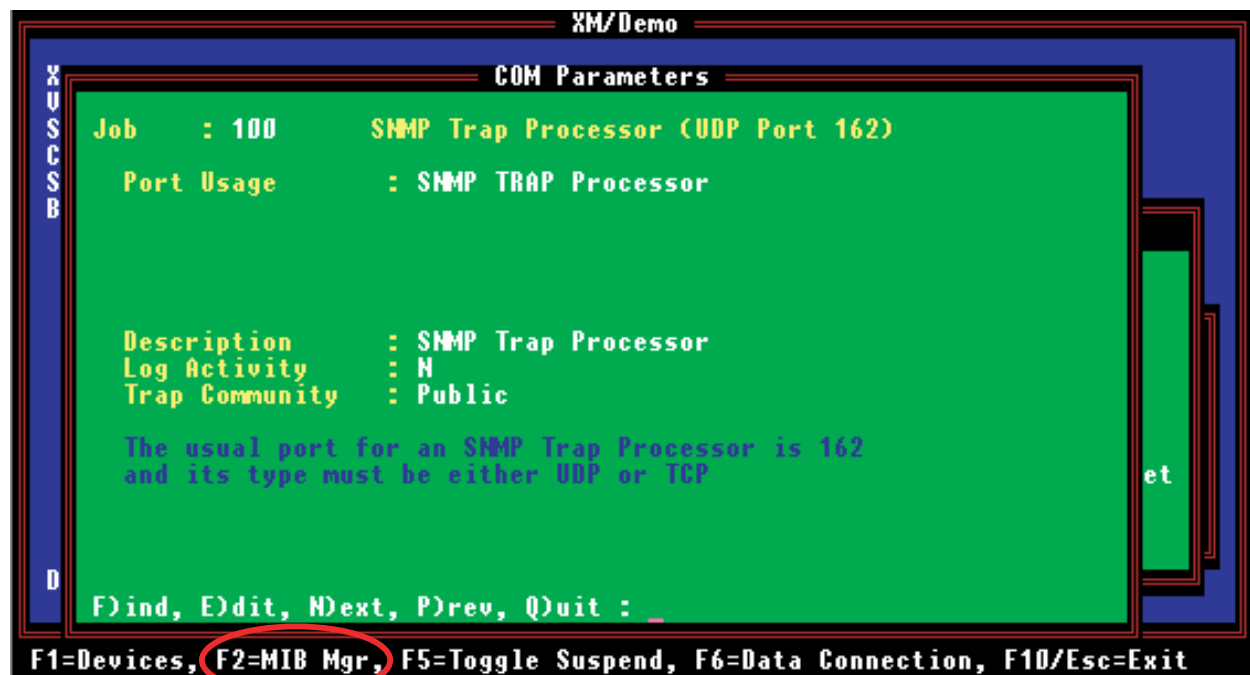 XM/Demo
COM Parameters
X
V
S
C
S
B
D
Job : 100 SNMP Trap Processor (UDP Port 162)
Port Usage : SNMP TRAP Processor
Description : SNMP Trap Processor
Log Activity : N
Trap Community : Public
The usual port for an SNMP Trap Processor is 162
and its type must be either UDP or TCP
et
F)ind, E)dit, N)ext, P)rev, Q)uit : _
F1=Devices, F2=MIB Mgr, F5=Toggle Suspend, F6=Data Connection, F10/Esc=Exit